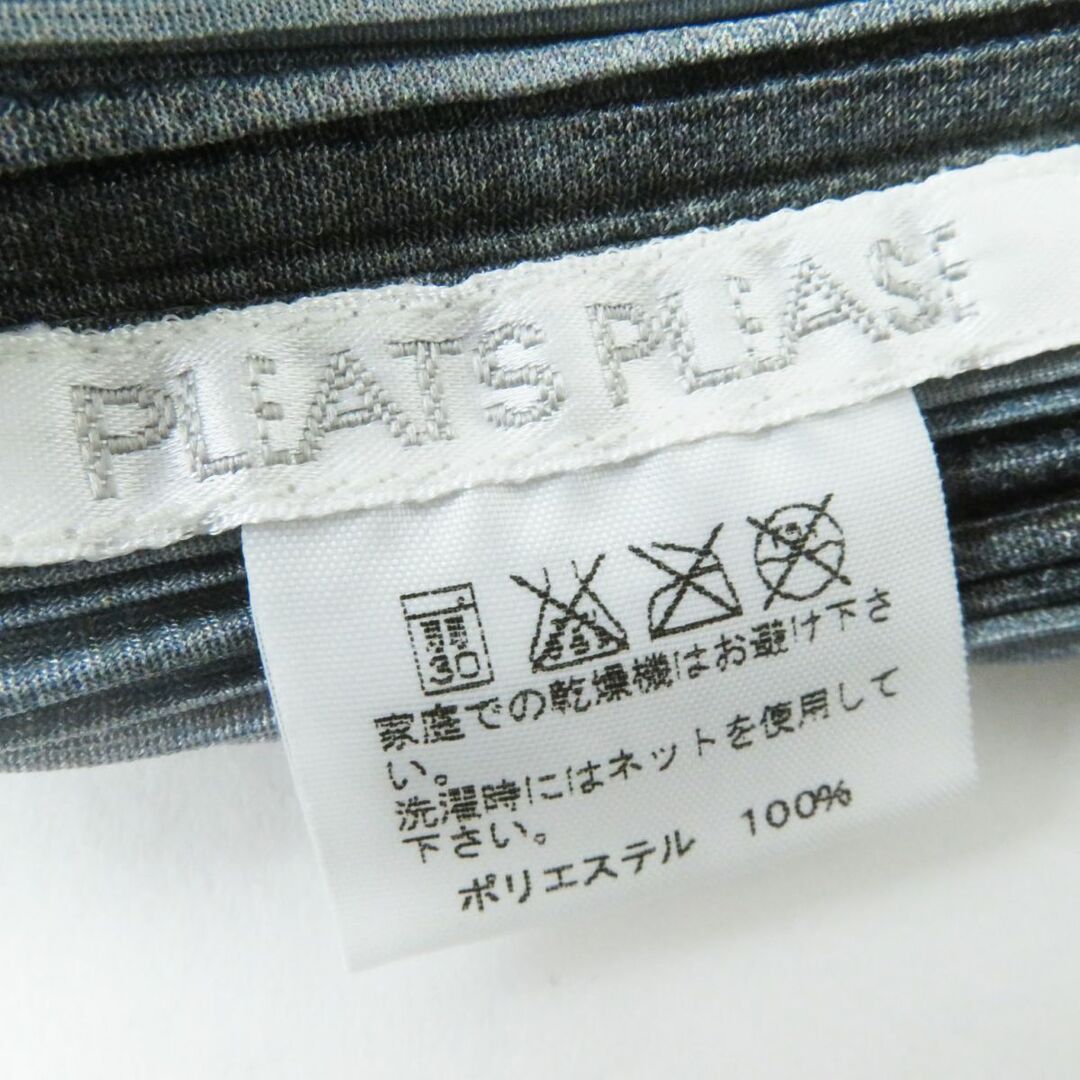 PLEATS PLEASE
家庭での乾燥機はお避け下さ
い。
洗濯時にはネットを使用して
下さい。
ポリエステル 100%